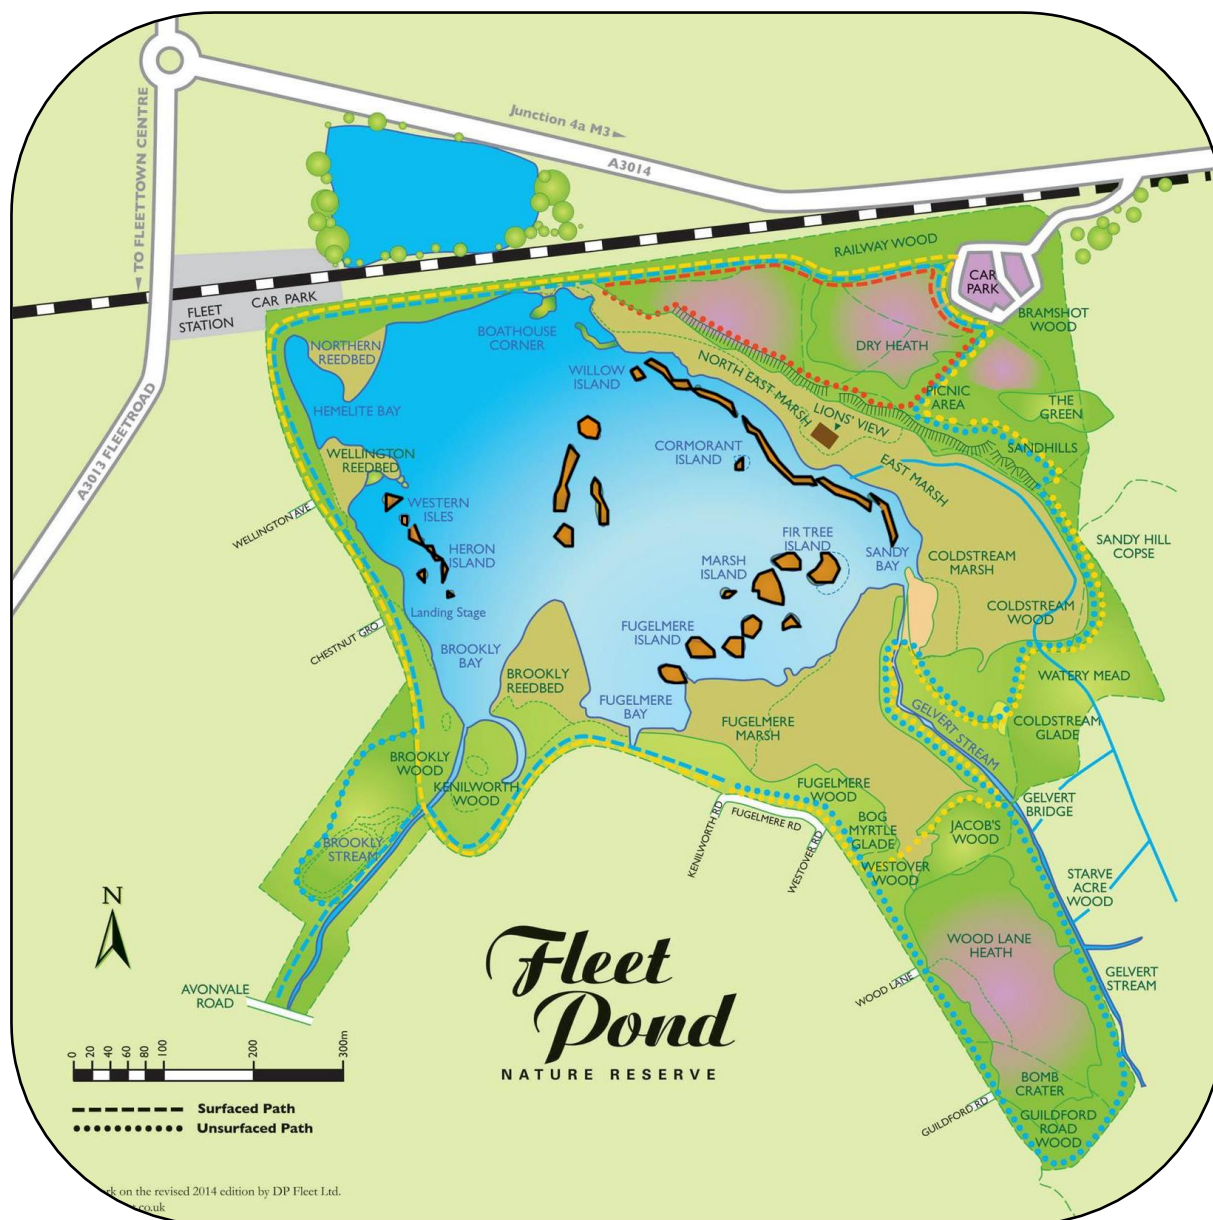 Junction 4a M3
A3014
TO FLEETTOWN CENTRE
RAILWAY WOOD
CAR
PARK
CAR PARK
FLEET
STATION
BRAMSHOT
WOOD
BOATHOUSE
CORNER
NORTHERN
REEDBED
DRY HEATH
WILLOW
ISLAND
NORTH EAST MARSH
PICNIC
AREA
THE
GREEN
HEMELITE BAY
LIONS' VIEW
A3013 FLEETROAD
CORMORANT
ISLAND
SANDHILLS
WELLINGTON
REEDBED
EAST MARSH
WELLINGTON AVE
WESTERN
ISLES
FIR TREE
ISLAND
SANDY HILL
COPSE
HERON
ISLAND
MARSH
ISLAND
SANDY
BAY
COLDSTREAM
MARSH
Landing Stage
COLDSTREAM
WOOD
CHESTNUT GRO
FUGELMERE
ISLAND
BROOKLY
BAY
BROOKLY
REEDBED
WATERY MEAD
FUGELMERE
BAY
FUGELMERE
MARSH
GELVERT STREAM
COLDSTREAM
GLADE
BROOKLY
WOOD
KENILWORTH
WOOD
FUGELMERE
WOOD
GELVERT
BRIDGE
KENILWORTH RD
FUGELMERE RD
WESTOVER RD
BOG
MYRTLE
GLADE
JACOB'S
WOOD
BROOKLY
STREAM
WESTOVER
WOOD
STARVE
ACRE
WOOD
N
WOOD LANE
HEATH
Fleet
Pond
NATURE RESERVE
WOOD LANE
GELVERT
STREAM
AVONVALE
ROAD
0 20 40 60 80 100 200 300m
BOMB
CRATER
GUILDFORD RD
GUILDFORD
ROAD
WOOD
Surfaced Path
Unsurfaced Path
on the revised 2014 edition by DP Fleet Ltd.
.co.uk